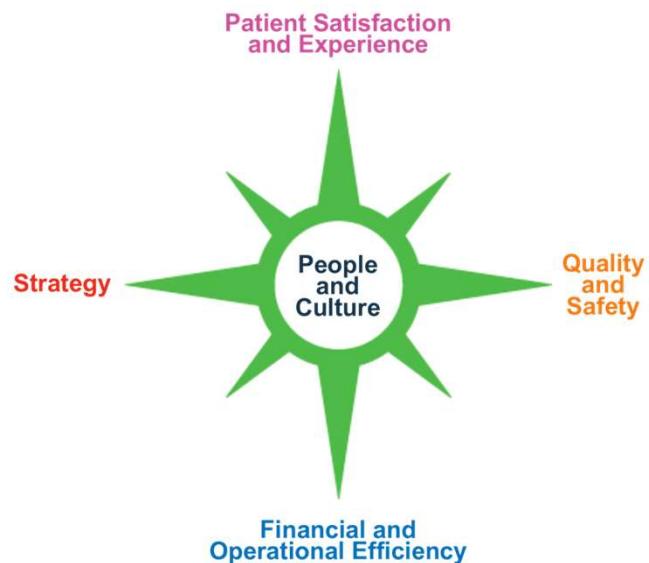 Patient Satisfaction
and Experience
Strategy
People
and
Culture
Quality
and
Safety
Financial and
Operational Efficiency